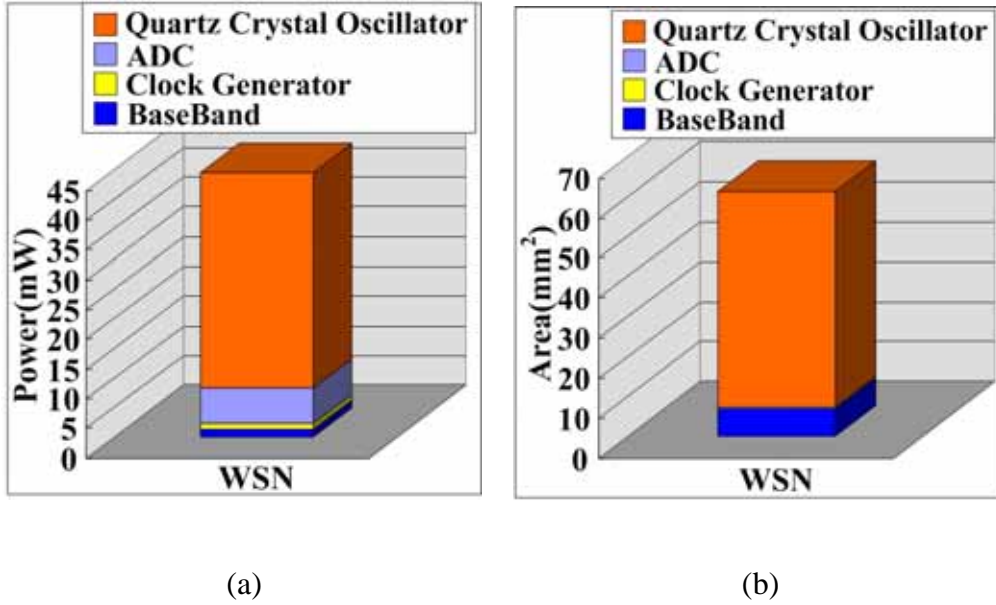 Quartz Crystal Oscillator
ADC
Clock Generator
BaseBand
Power(mW)
45
40
35
30
25
20
15
10
5
0
WSN
(a)
Quartz Crystal Oscillator
ADC
Clock Generator
BaseBand
Area(mm²)
70
60
50
40
30
20
10
0
WSN
(b)